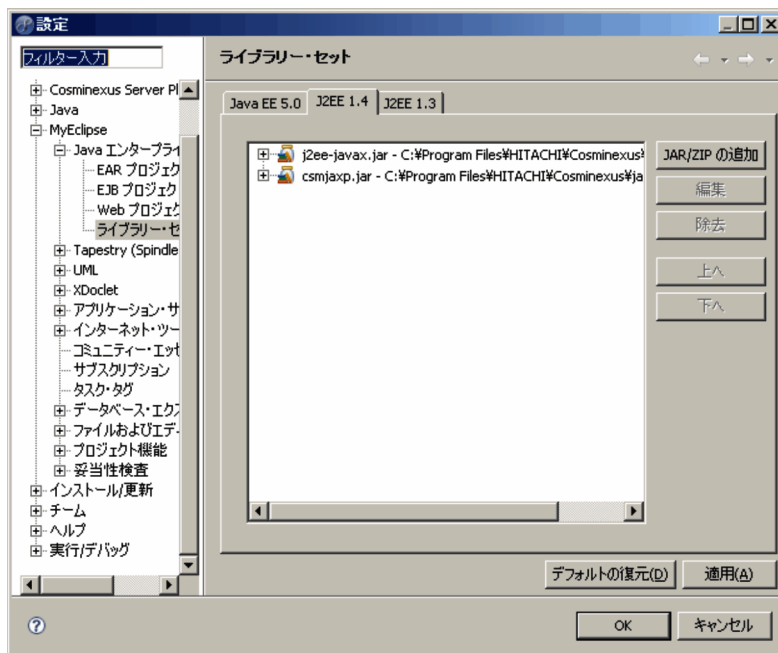 設定
フィルター入力
Cosminexus Server Pl
Java
MyEclipse
Java エンタープライ
EAR プロジェク
EJB プロジェク
Web プロジェク
ライブラリー・セ
Tapestry (Spindle
UML
XDoclet
アプリケーション・サ
インターネット・ツー
コミュニティー・エッセ
サブスクリプション
タスク・タグ
データベース・エクス
ファイルおよびエディ
プロジェクト機能
妥当性検査
インストール/更新
チーム
ヘルプ
実行/デバッグ
ライブラリー・セット
Java EE 5.0 J2EE 1.4 J2EE 1.3
j2ee-javax.jar - C:¥Program Files¥HITACHI¥Cosminexus¥
csmjaxp.jar - C:¥Program Files¥HITACHI¥Cosminexus¥ja
JAR/ZIP の追加
編集
除去
上へ
下へ
デフォルトの復元(D) 適用(A)
? OK キャンセル